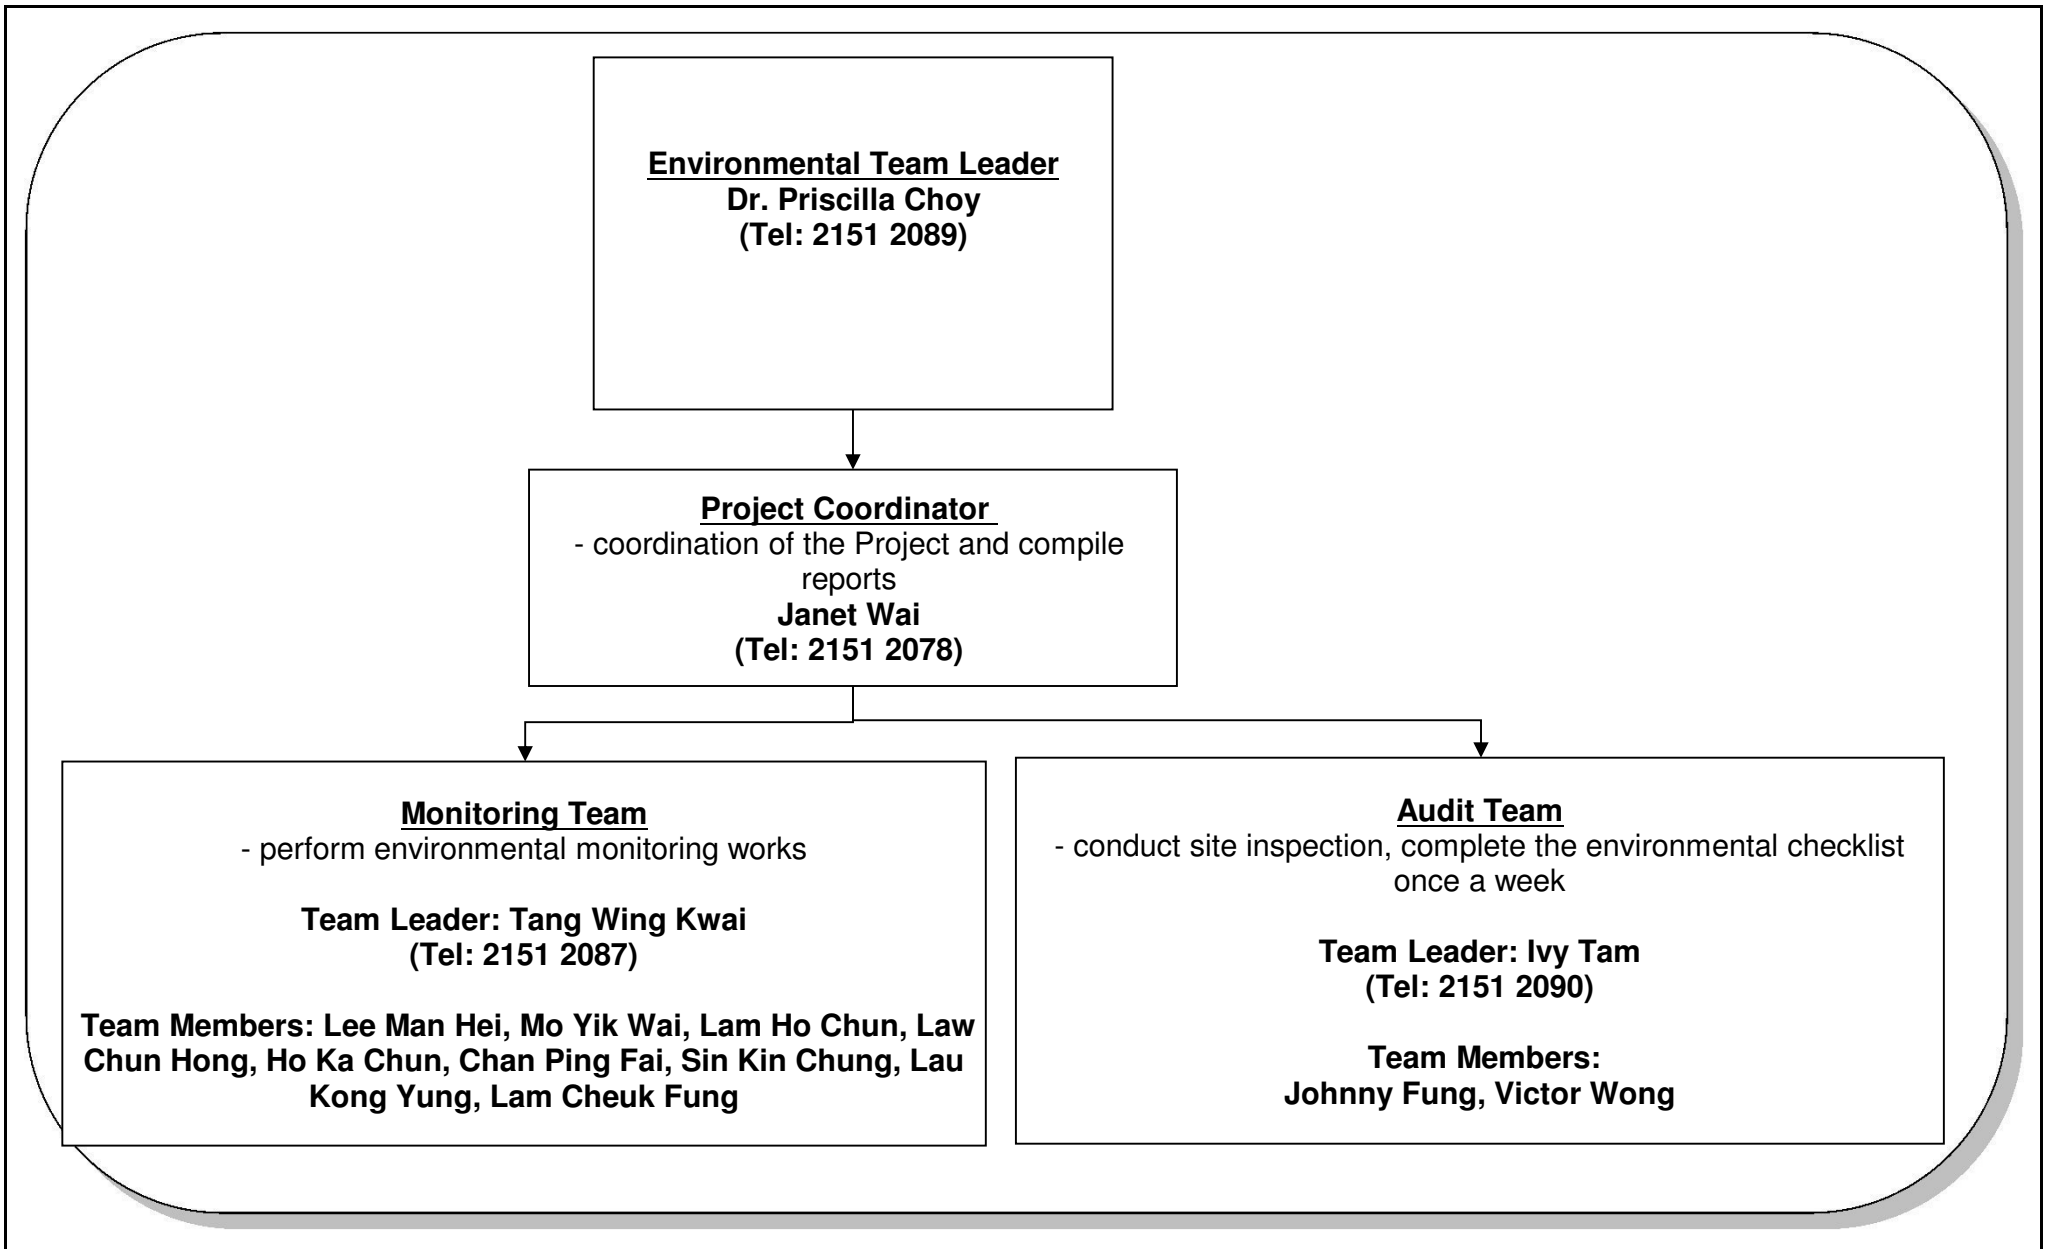 Environmental Team Leader
Dr. Priscilla Choy
(Tel: 2151 2089)
Project Coordinator
- coordination of the Project and compile
reports
Janet Wai
(Tel: 2151 2078)
Monitoring Team
- perform environmental monitoring works
Team Leader: Tang Wing Kwai
(Tel: 2151 2087)
Team Members: Lee Man Hei, Mo Yik Wai, Lam Ho Chun, Law
Chun Hong, Ho Ka Chun, Chan Ping Fai, Sin Kin Chung, Lau
Kong Yung, Lam Cheuk Fung
Audit Team
- conduct site inspection, complete the environmental checklist
once a week
Team Leader: Ivy Tam
(Tel: 2151 2090)
Team Members:
Johnny Fung, Victor Wong